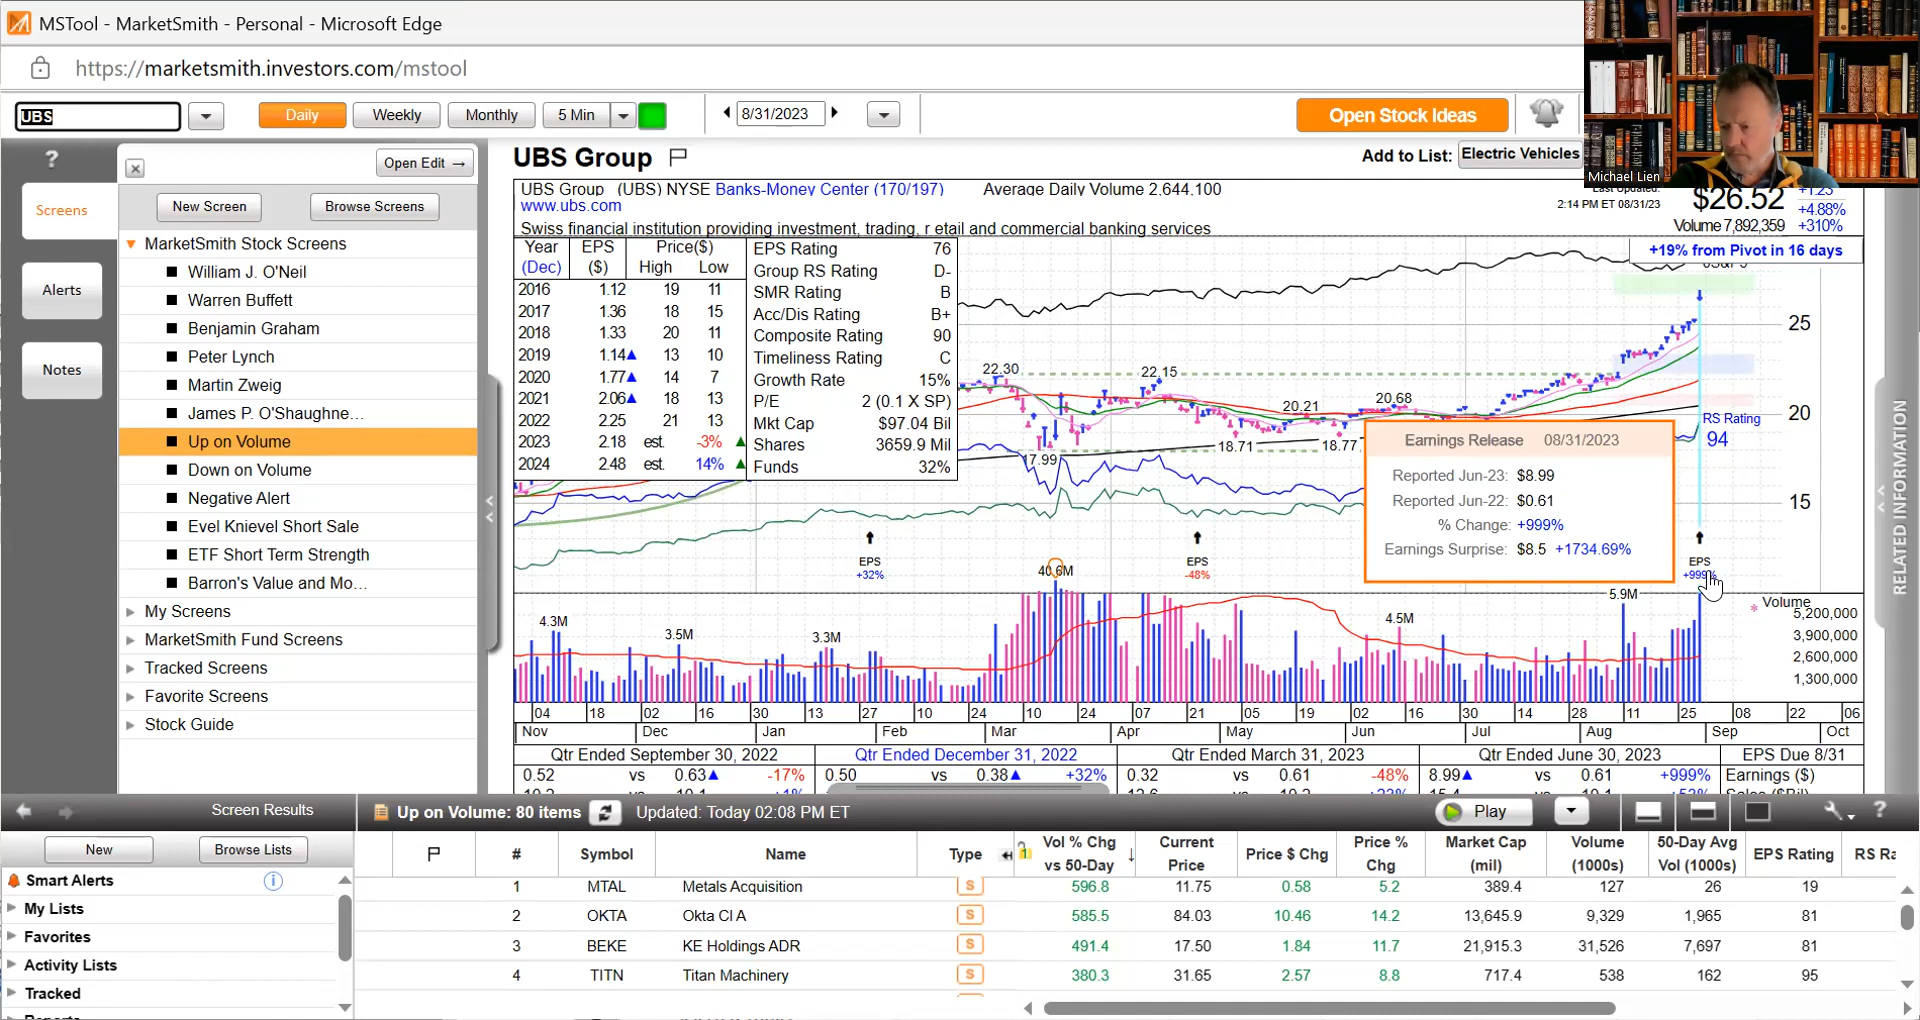 MSTool - MarketSmith - Personal - Microsoft Edge
https://marketsmith.investors.com/mstool
UBS
Daily
Weekly
Monthly
5 Min
8/31/2023
Open Stock Ideas
Michael Lien
?
Screens
Alerts
Notes
Open Edit →
New Screen
Browse Screens
MarketSmith Stock Screens
William J. O'Neil
Warren Buffett
Benjamin Graham
Peter Lynch
Martin Zweig
James P. O'Shaughne...
Up on Volume
Down on Volume
Negative Alert
Evel Knievel Short Sale
ETF Short Term Strength
Barron's Value and Mo...
My Screens
MarketSmith Fund Screens
Tracked Screens
Favorite Screens
Stock Guide
UBS Group
Add to List: Electric Vehicles
UBS Group (UBS) NYSE Banks-Money Center (170/197) Average Daily Volume 2,644,100
www.ubs.com
Swiss financial institution providing investment, trading, r etail and commercial banking services
Last Updated:
2:14 PM ET 08/31/23
$26.52
+1.23
+4.88%
Volume 7,892,359 +310%
+19% from Pivot in 16 days
Year EPS Price($)
(Dec) ($) High Low
2016 1.12 19 11
2017 1.36 18 15
2018 1.33 20 11
2019 1.14 13 10
2020 1.77 14 7
2021 2.06 18 13
2022 2.25 21 13
2023 2.18 est. -3%
2024 2.48 est. 14%
EPS Rating 76
Group RS Rating D-
SMR Rating B
Acc/Dis Rating B+
Composite Rating 90
Timeliness Rating C
Growth Rate 15%
P/E 2 (0.1 X SP)
Mkt Cap $97.04 Bil
Shares 3659.9 Mil
Funds 32%
22.30
22.15
20.21
20.68
17.99
18.71
18.77
25
20
15
RS Rating
94
Earnings Release 08/31/2023
Reported Jun-23: $8.99
Reported Jun-22: $0.61
% Change: +999%
Earnings Surprise: $8.5 +1734.69%
EPS
+32%
EPS
-48%
EPS
+999%
40.6M
5.9M
4.3M
3.5M
3.3M
4.5M
Volume
5,200,000
3,900,000
2,600,000
1,300,000
04 18 02 16 30 13 27 10 24 10 24 07 21 05 19 02 16 30 14 28 11 25 08 22 06
Nov Dec Jan Feb Mar Apr May Jun Jul Aug Sep Oct
Qtr Ended September 30, 2022 Qtr Ended December 31, 2022 Qtr Ended March 31, 2023 Qtr Ended June 30, 2023 EPS Due 8/31
0.52 vs 0.63 -17% 0.50 vs 0.38 +32% 0.32 vs 0.61 -48% 8.99 vs 0.61 +999% Earnings ($)
RELATED INFORMATION
Screen Results
Up on Volume: 80 items
Updated: Today 02:08 PM ET
Play
?
New
Browse Lists
Smart Alerts
My Lists
Favorites
Activity Lists
Tracked
# Symbol Name Type Vol % Chg vs 50-Day Current Price Price $ Chg Price % Chg Market Cap (mil) Volume (1000s) 50-Day Avg Vol (1000s) EPS Rating RS Ra
1 MTAL Metals Acquisition S 596.8 11.75 0.58 5.2 389.4 127 26 19
2 OKTA Okta Cl A S 585.5 84.03 10.46 14.2 13,645.9 9,329 1,965 81
3 BEKE KE Holdings ADR S 491.4 17.50 1.84 11.7 21,915.3 31,526 7,697 81
4 TITN Titan Machinery S 380.3 31.65 2.57 8.8 717.4 538 162 95